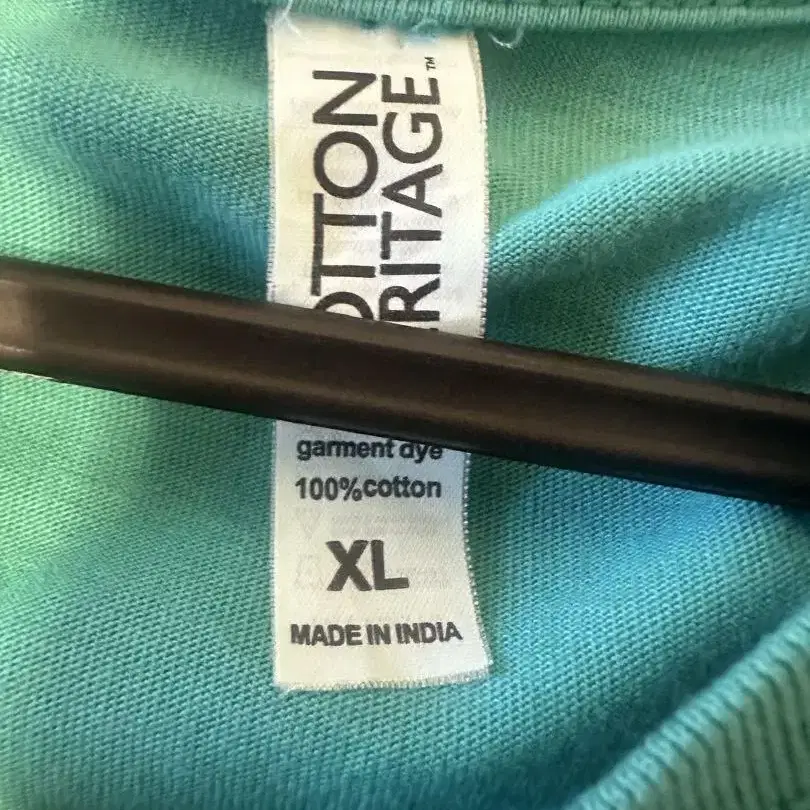 OTTON
RITAGE™
garment dye
100%cotton
XL
MADE IN INDIA